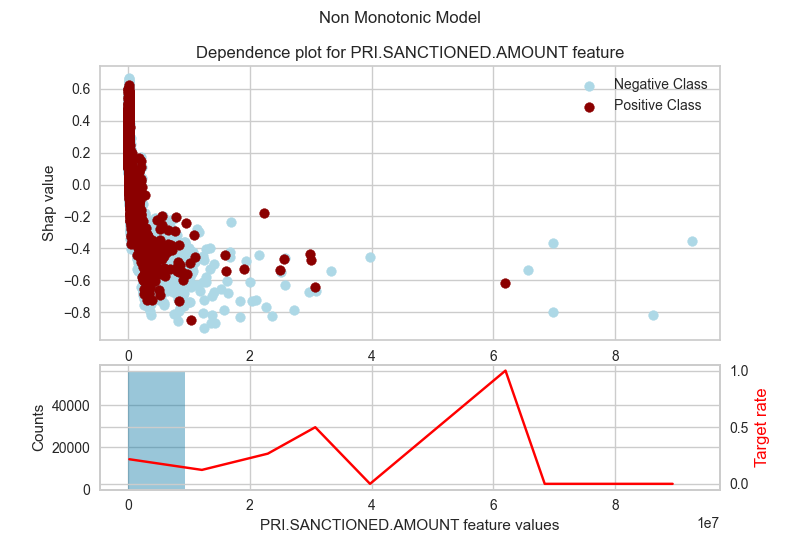 Non Monotonic Model
Dependence plot for PRI.SANCTIONED.AMOUNT feature
Negative Class
Positive Class
Shap value
0.6
0.4
0.2
0.0
−0.2
−0.4
−0.6
−0.8
0 2 4 6 8
Counts
40000
20000
0
1.0
0.5
0.0
Target rate
0 2 4 6 8
1e7
PRI.SANCTIONED.AMOUNT feature values